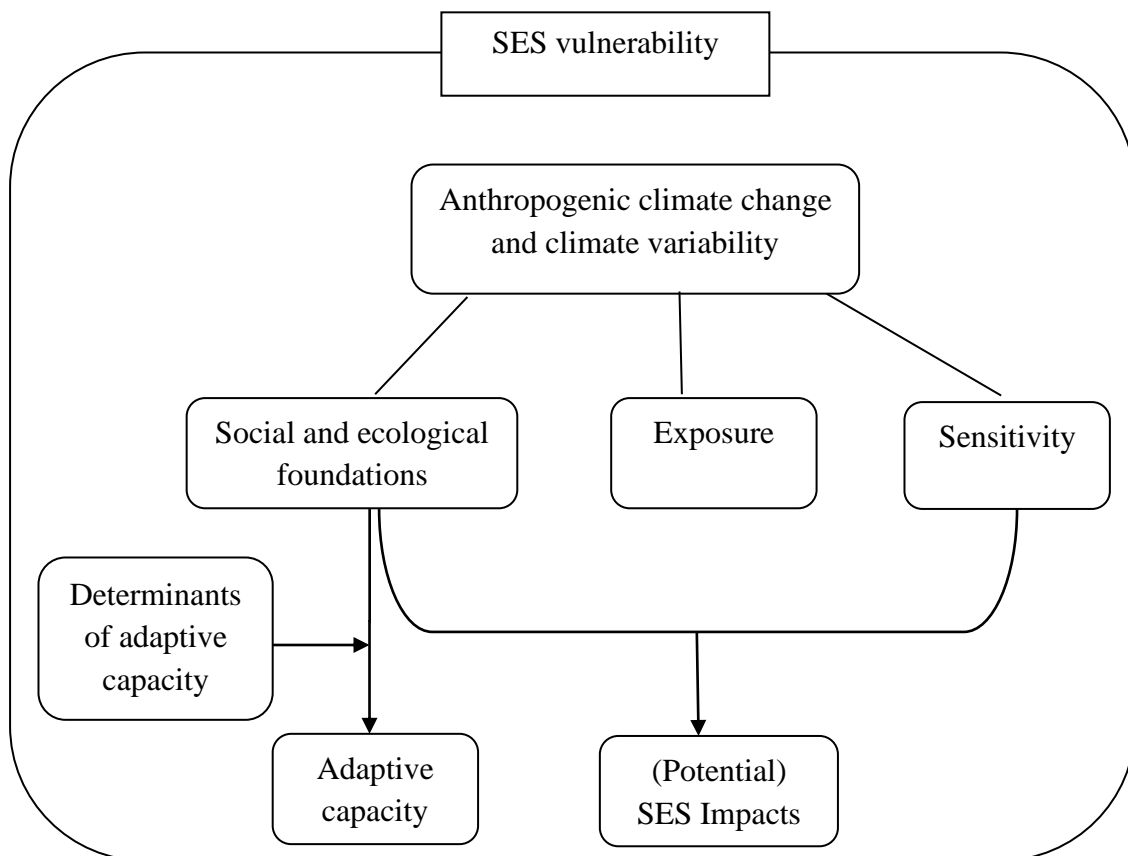 SES vulnerability
Anthropogenic climate change
and climate variability
Social and ecological
foundations
Exposure
Sensitivity
Determinants
of adaptive
capacity
Adaptive
capacity
(Potential)
SES Impacts